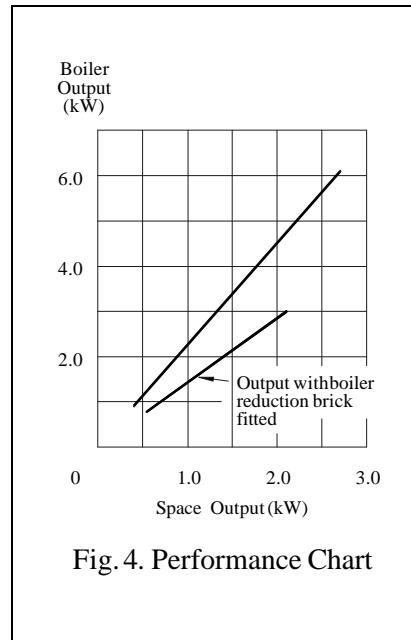 Boiler
Output
(kW)
6.0
4.0
2.0
Output withboiler
reduction brick
fitted
0 1.0 2.0 3.0
Space Output (kW)
Fig. 4. Performance Chart